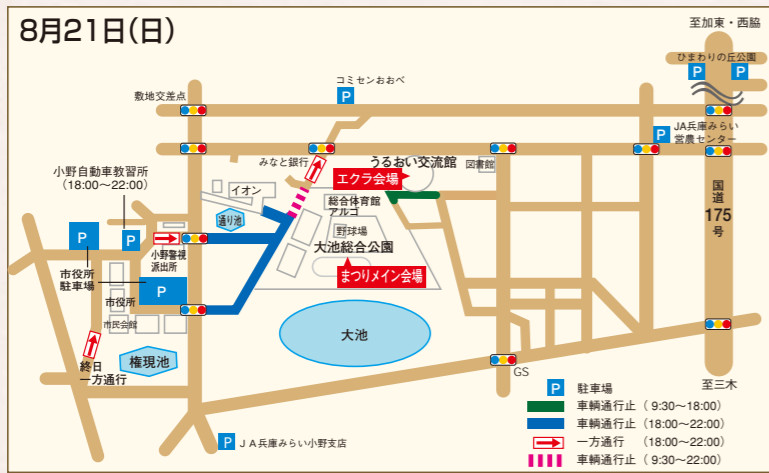 8月21日(日)
至加東・西脇
ひまわりの丘公園
P
P
コミセンおおべ
P
敷地交差点
JA兵庫みらい
営農センター
P
みなと銀行
うるおい交流館
図書館
エクラ会場
小野自動車教習所
(18:00〜22:00)
イオン
総合体育館
アルゴ
通り池
野球場
国道
175
号
P
P
小野警視
派出所
大池総合公園
まつりメイン会場
市役所
駐車場
P
市役所
市民会館
大池
終日
一方通行
権現池
GS
至三木
P
JA兵庫みらい小野支店
P 駐車場
車輌通行止( 9:30〜18:00)
車輌通行止(18:00〜22:00)
一方通行 (18:00〜22:00)
車輌通行止( 9:30〜22:00)